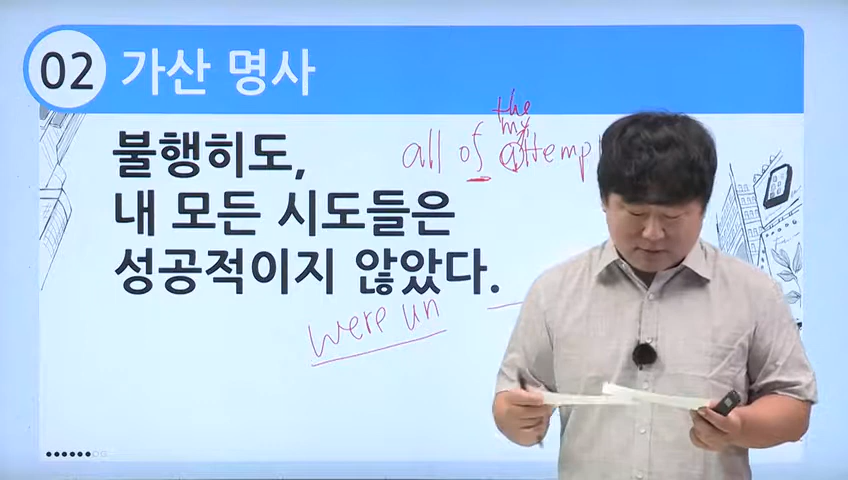 02 가산 명사
the
my
all of attemp
불행히도,
내 모든 시도들은
성공적이지 않았다.
were un